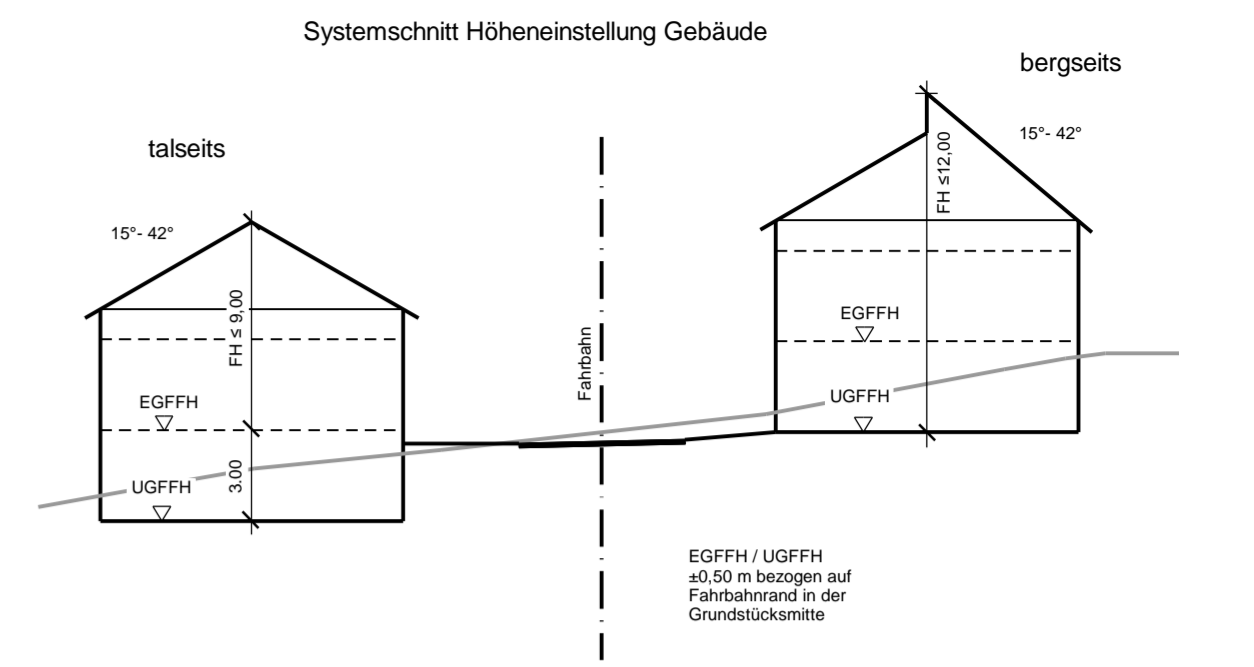 Systemschnitt Höheneinstellung Gebäude
bergseits
talseits
15°- 42°
FH ≤12,00
15°- 42°
FH ≤ 9,00
EGFFH
EGFFH
Fahrbahn
UGFFH
UGFFH
3.00
EGFFH / UGFFH
±0,50 m bezogen auf
Fahrbahnrand in der
Grundstücksmitte